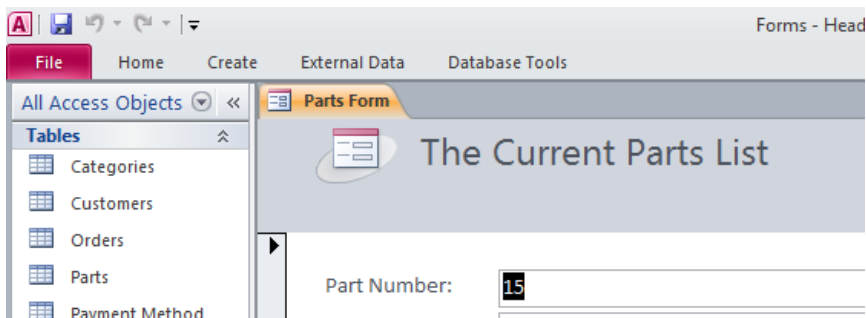 A
Forms - Head
File Home Create External Data Database Tools
All Access Objects «
Parts Form
Tables
The Current Parts List
Categories
Customers
Orders
Parts
Part Number: 15
Payment Method